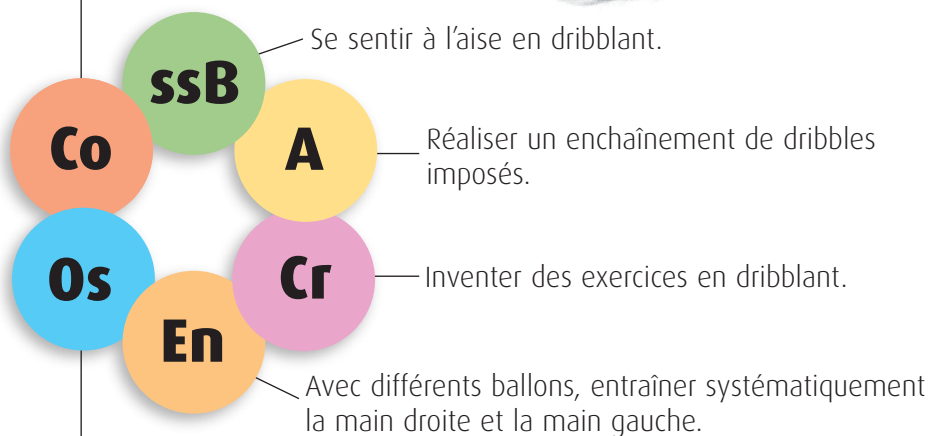 Se sentir à l'aise en dribblant.
ssB
Co
A
Réaliser un enchaînement de dribbles
imposés.
Os
Cr
Inventer des exercices en dribblant.
En
Avec différents ballons, entraîner systématiquement
la main droite et la main gauche.